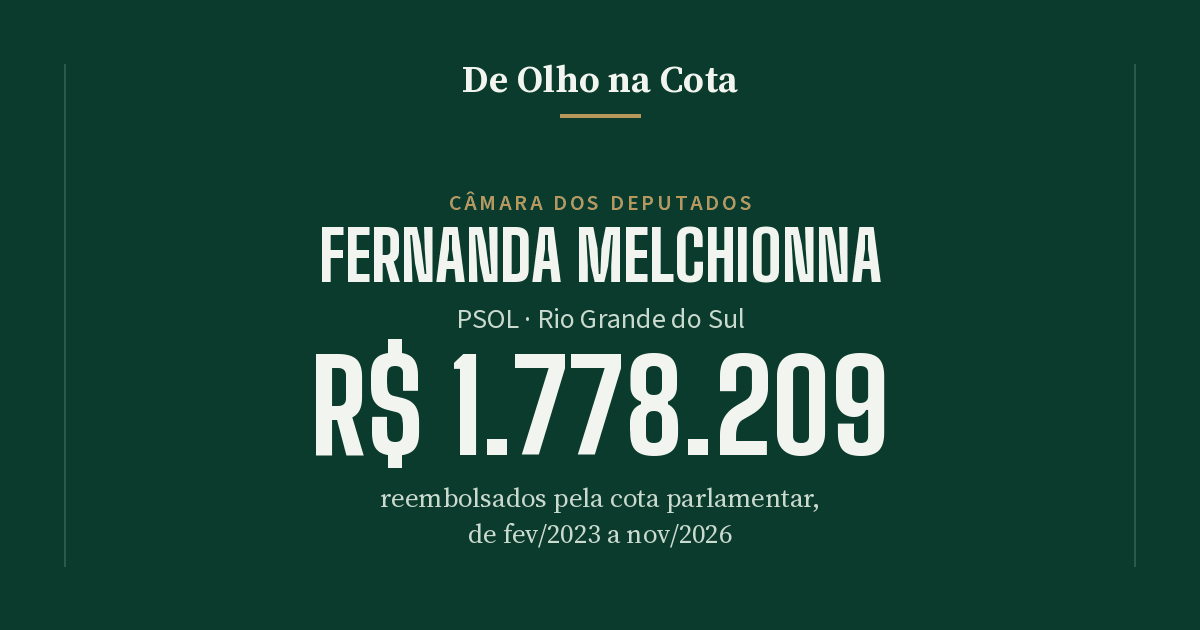 De Olho na Cota
CÂMARA DOS DEPUTADOS
FERNANDA MELCHIONNA
PSOL · Rio Grande do Sul
R$ 1.778.209
reembolsados pela cota parlamentar,
de fev/2023 a nov/2026